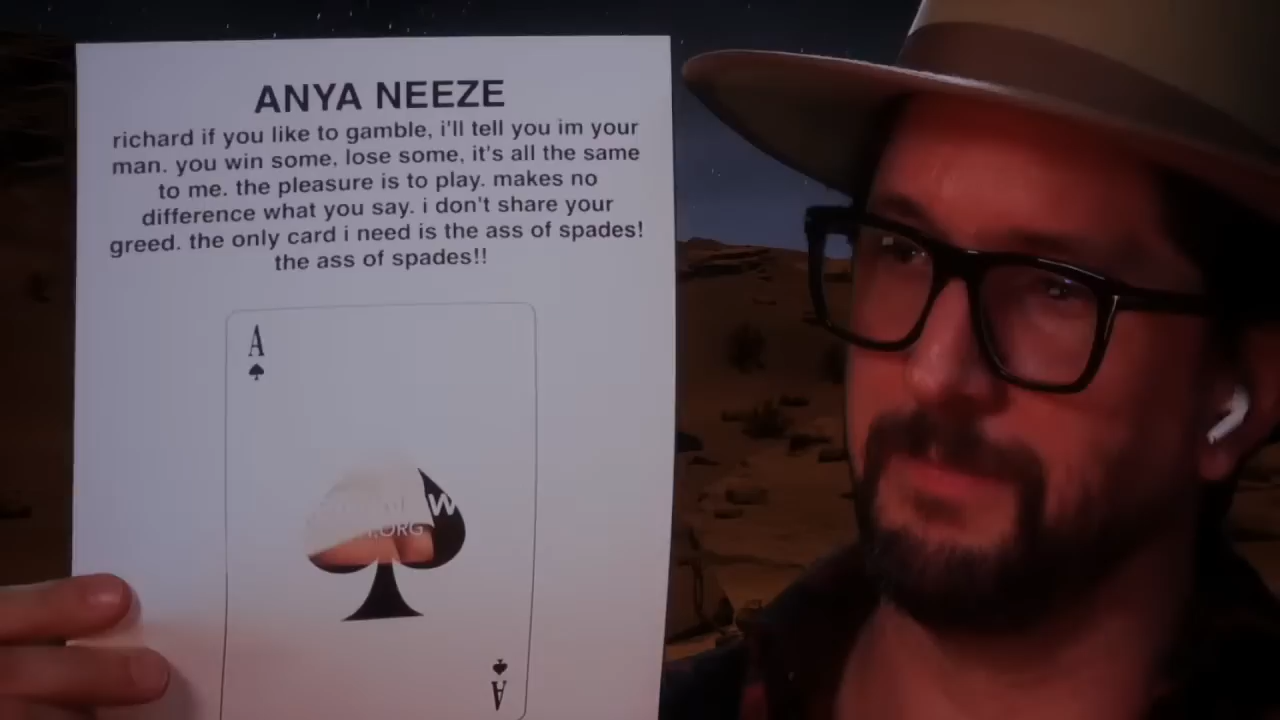 ANYA NEEZE
richard if you like to gamble, i'll tell you im your
man. you win some, lose some, it's all the same
to me. the pleasure is to play. makes no
difference what you say. i don't share your
greed. the only card i need is the ass of spades!
the ass of spades!!
A
W
.ORG
A